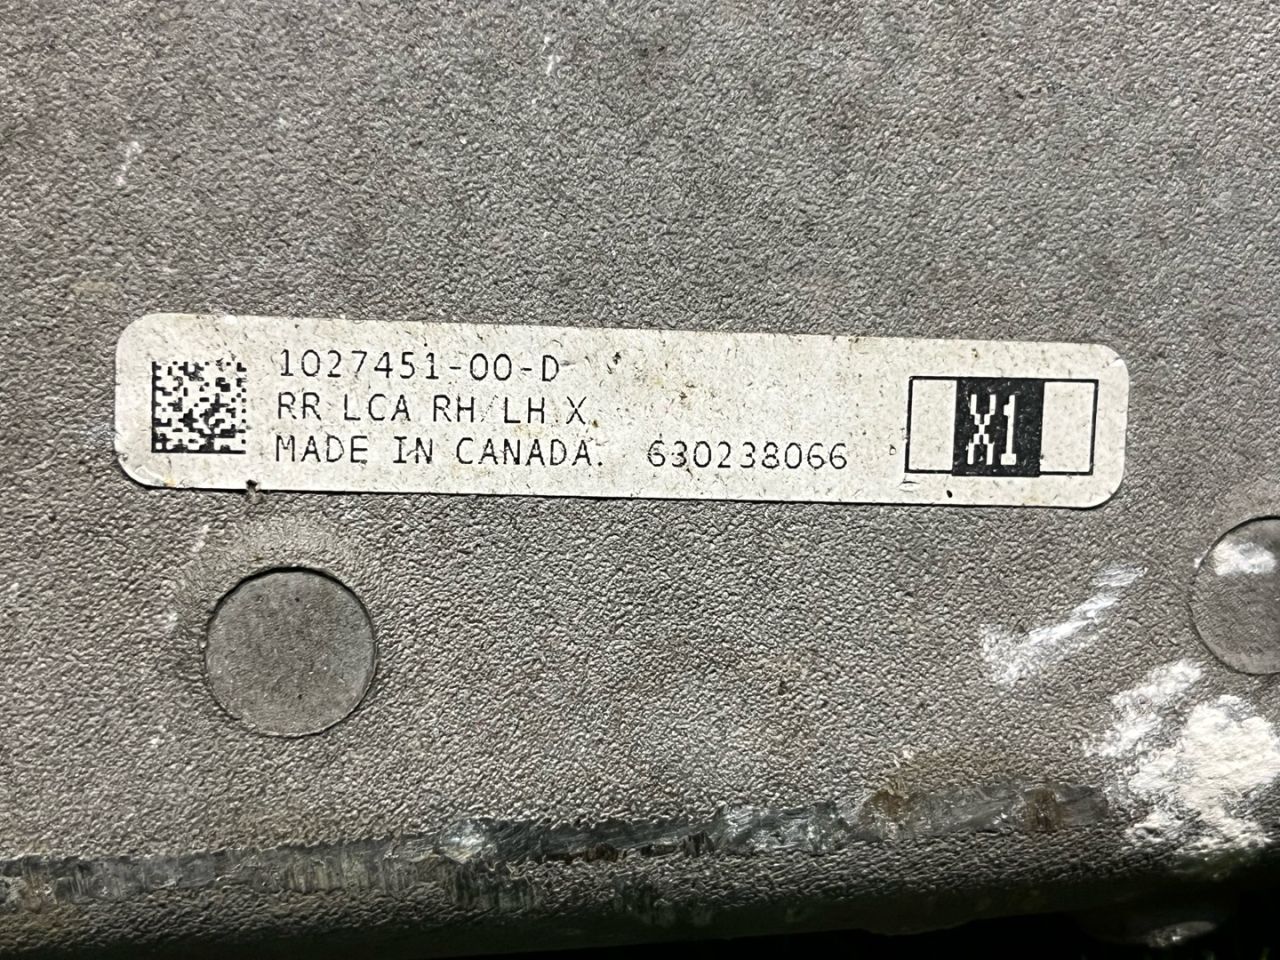 1027451-00-D
RR LCA RH/LH X
MADE IN CANADA. 630238066
X1